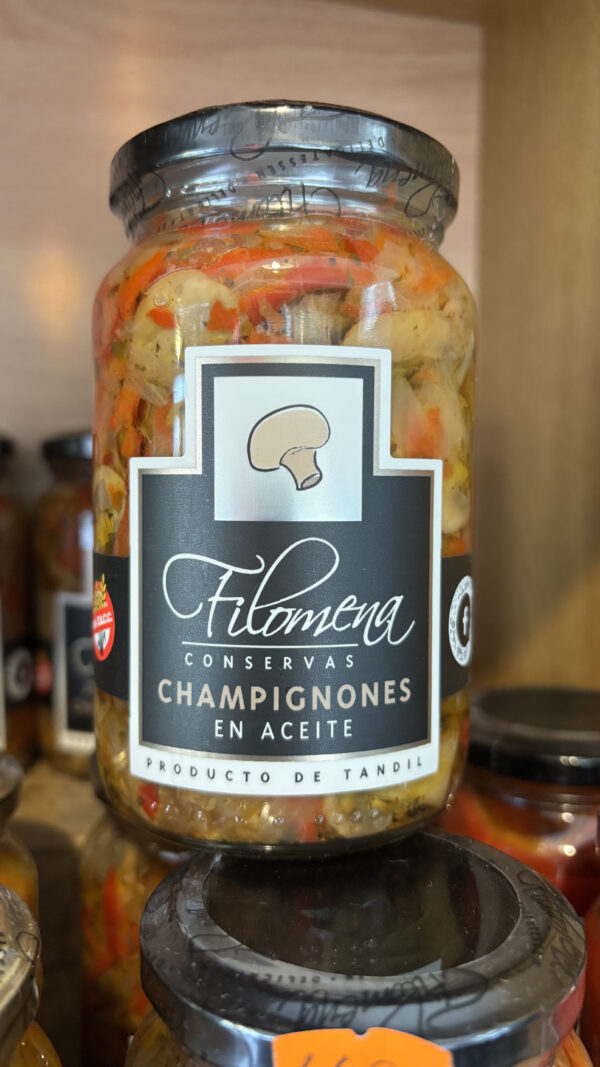 Filomena
CONSERVAS
CHAMPIGNONES
EN ACEITE
PRODUCTO DE TANDIL
T.A.C.C.